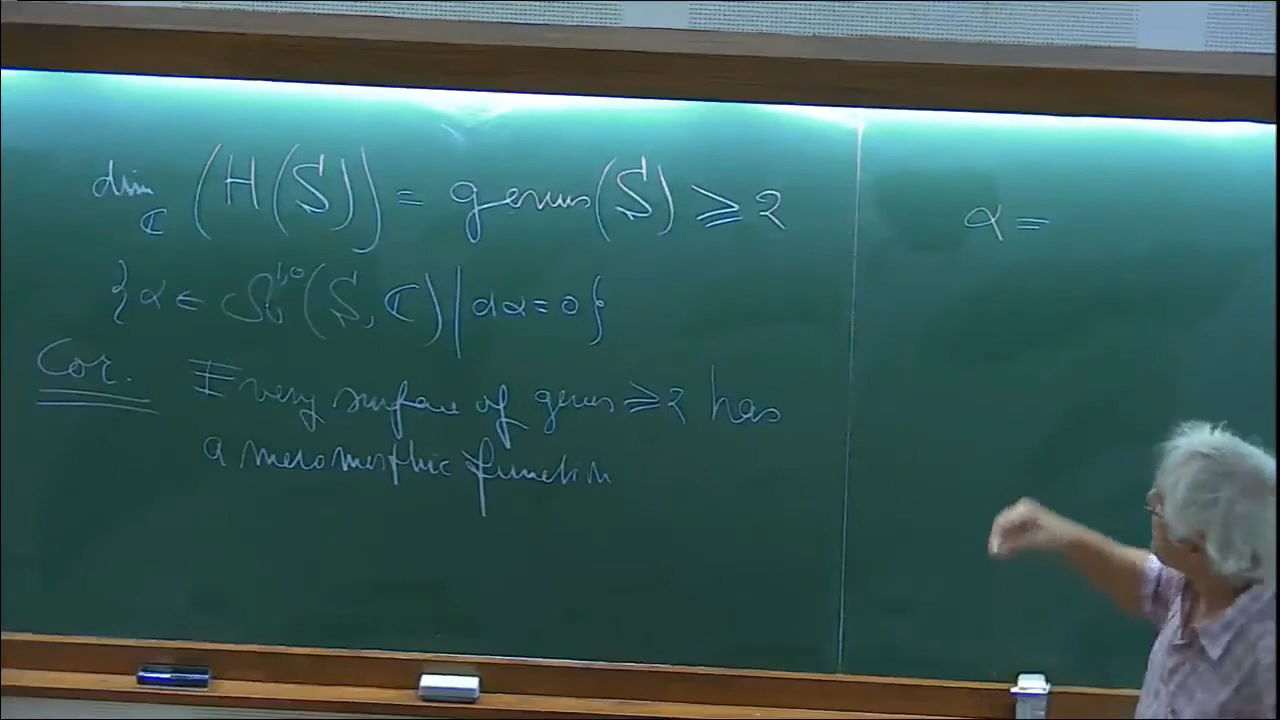 dim_ℂ (H(S)) = genus(S) ⩾ 2
{α ∈ Ω^{1,0}(S, ℂ) | dα = 0}
Cor. Every surface of genus ⩾ 2 has
a meromorphic function
α =